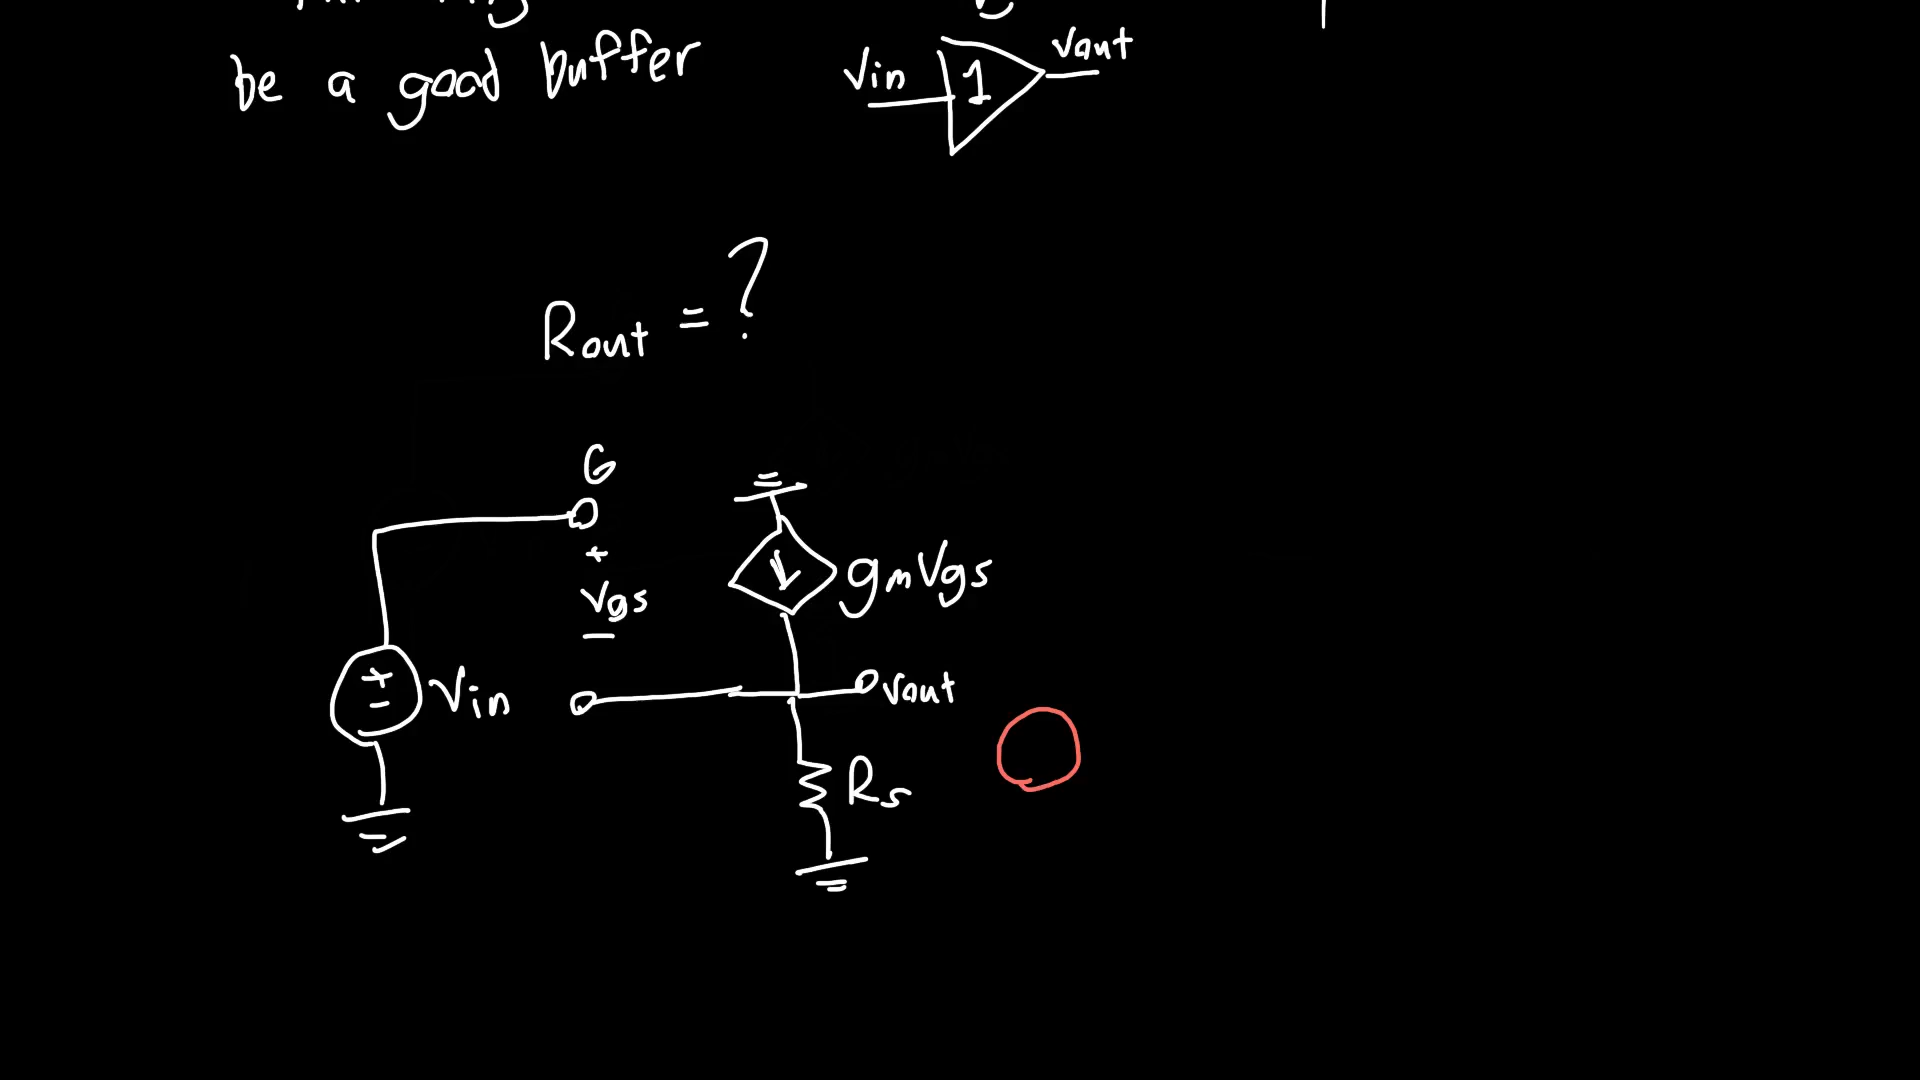 be a good buffer
Vin 1 Vout
Rout = ?
G
+
Vgs
−
gmVgs
+
−
Vin
Vout
Rs